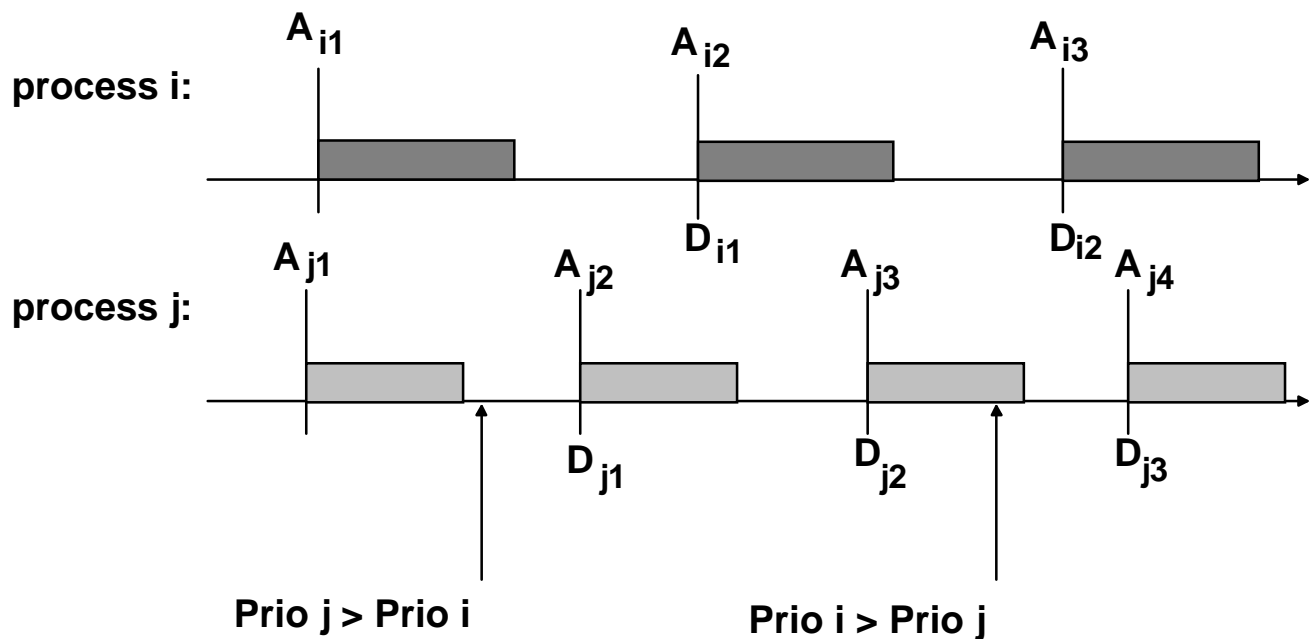 A i1 A i2 A i3
process i:
D i1 D i2
A j1 A j2 A j3 A j4
process j:
D j1 D j2 D j3
Prio j > Prio i Prio i > Prio j